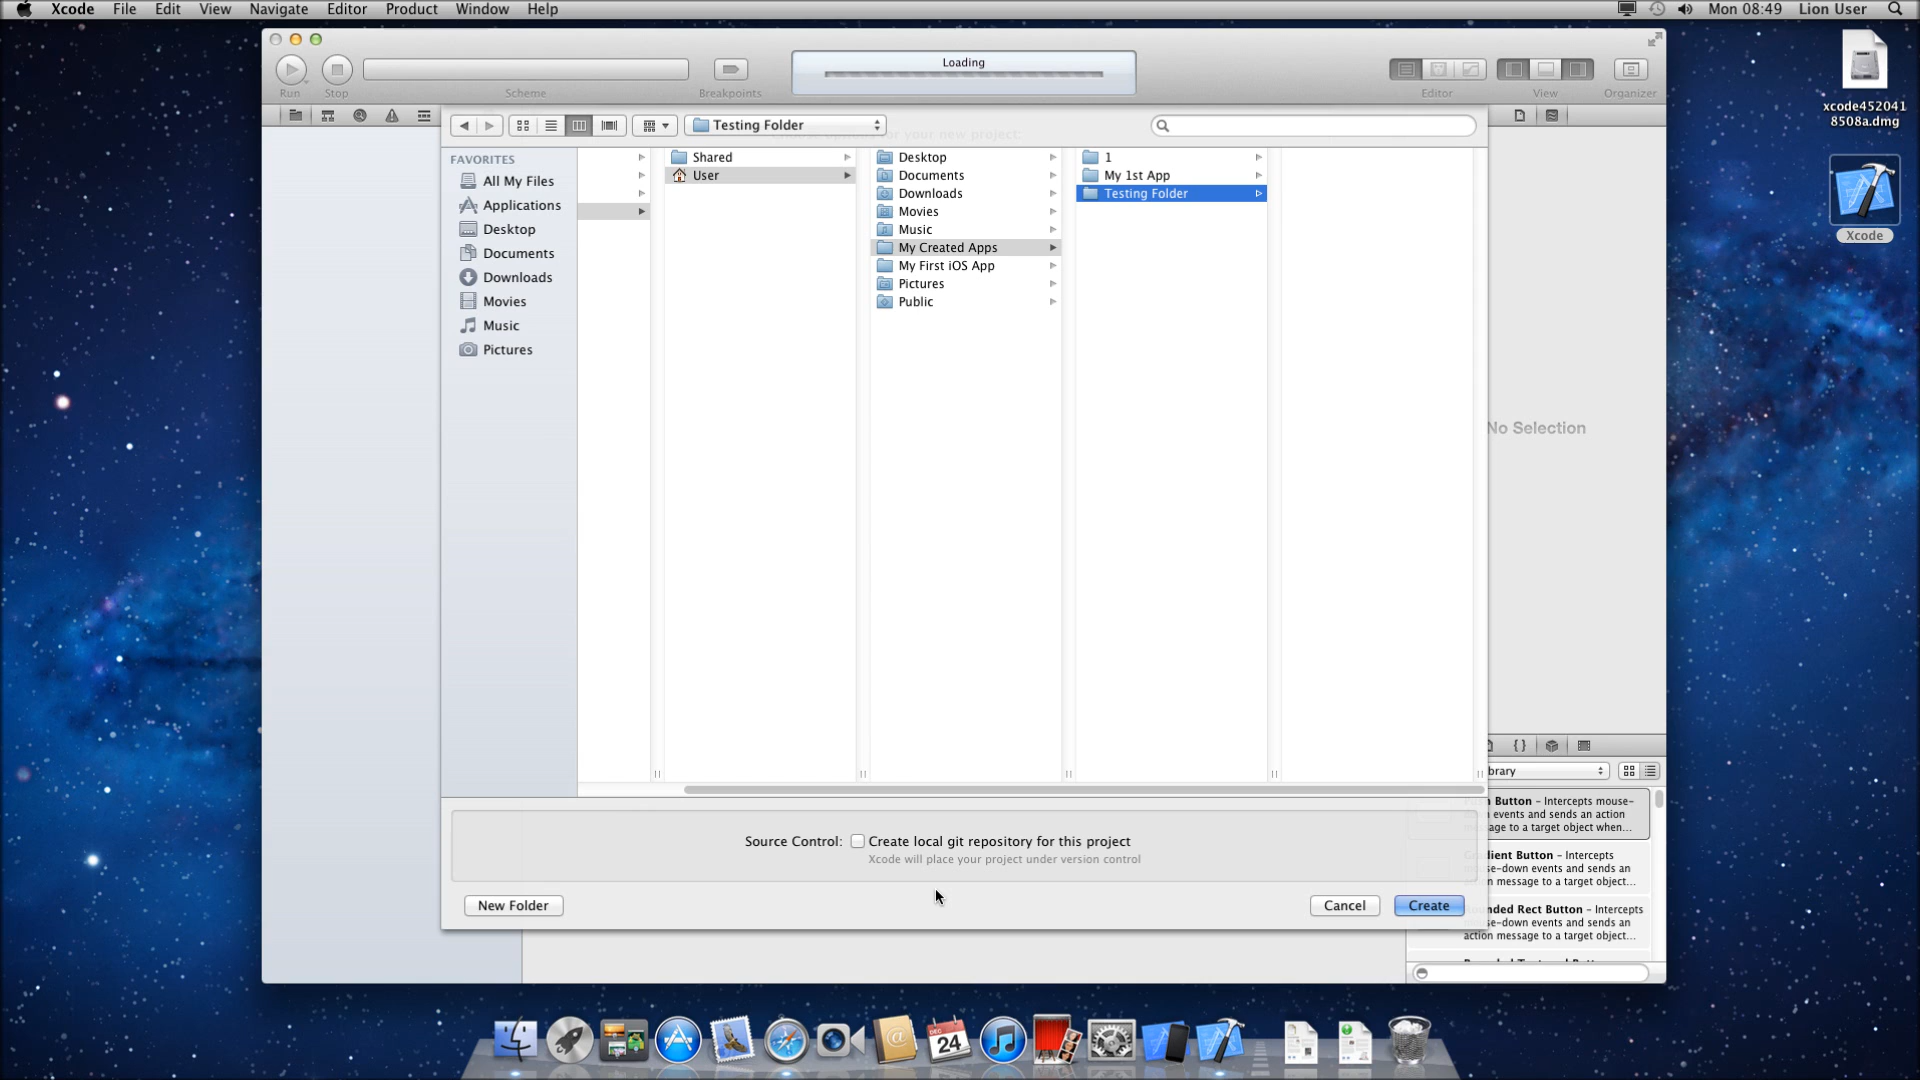 Xcode File Edit View Navigate Editor Product Window Help
Mon 08:49 Lion User
Loading
Run Stop Scheme Breakpoints Editor View Organizer
xcode452041
8508a.dmg
Xcode
Testing Folder
for your new project:
FAVORITES
All My Files
Applications
Desktop
Documents
Downloads
Movies
Music
Pictures
Shared
User
Desktop
Documents
Downloads
Movies
Music
My Created Apps
My First iOS App
Pictures
Public
1
My 1st App
Testing Folder
No Selection
brary
Button - Intercepts mouse-
events and sends an action
age to a target object when...
dient Button - Intercepts
se-down events and sends an
n message to a target object...
nded Rect Button - Intercepts
se-down events and sends an
action message to a target object...
Source Control: Create local git repository for this project
Xcode will place your project under version control
New Folder
Cancel
Create
DEC
24